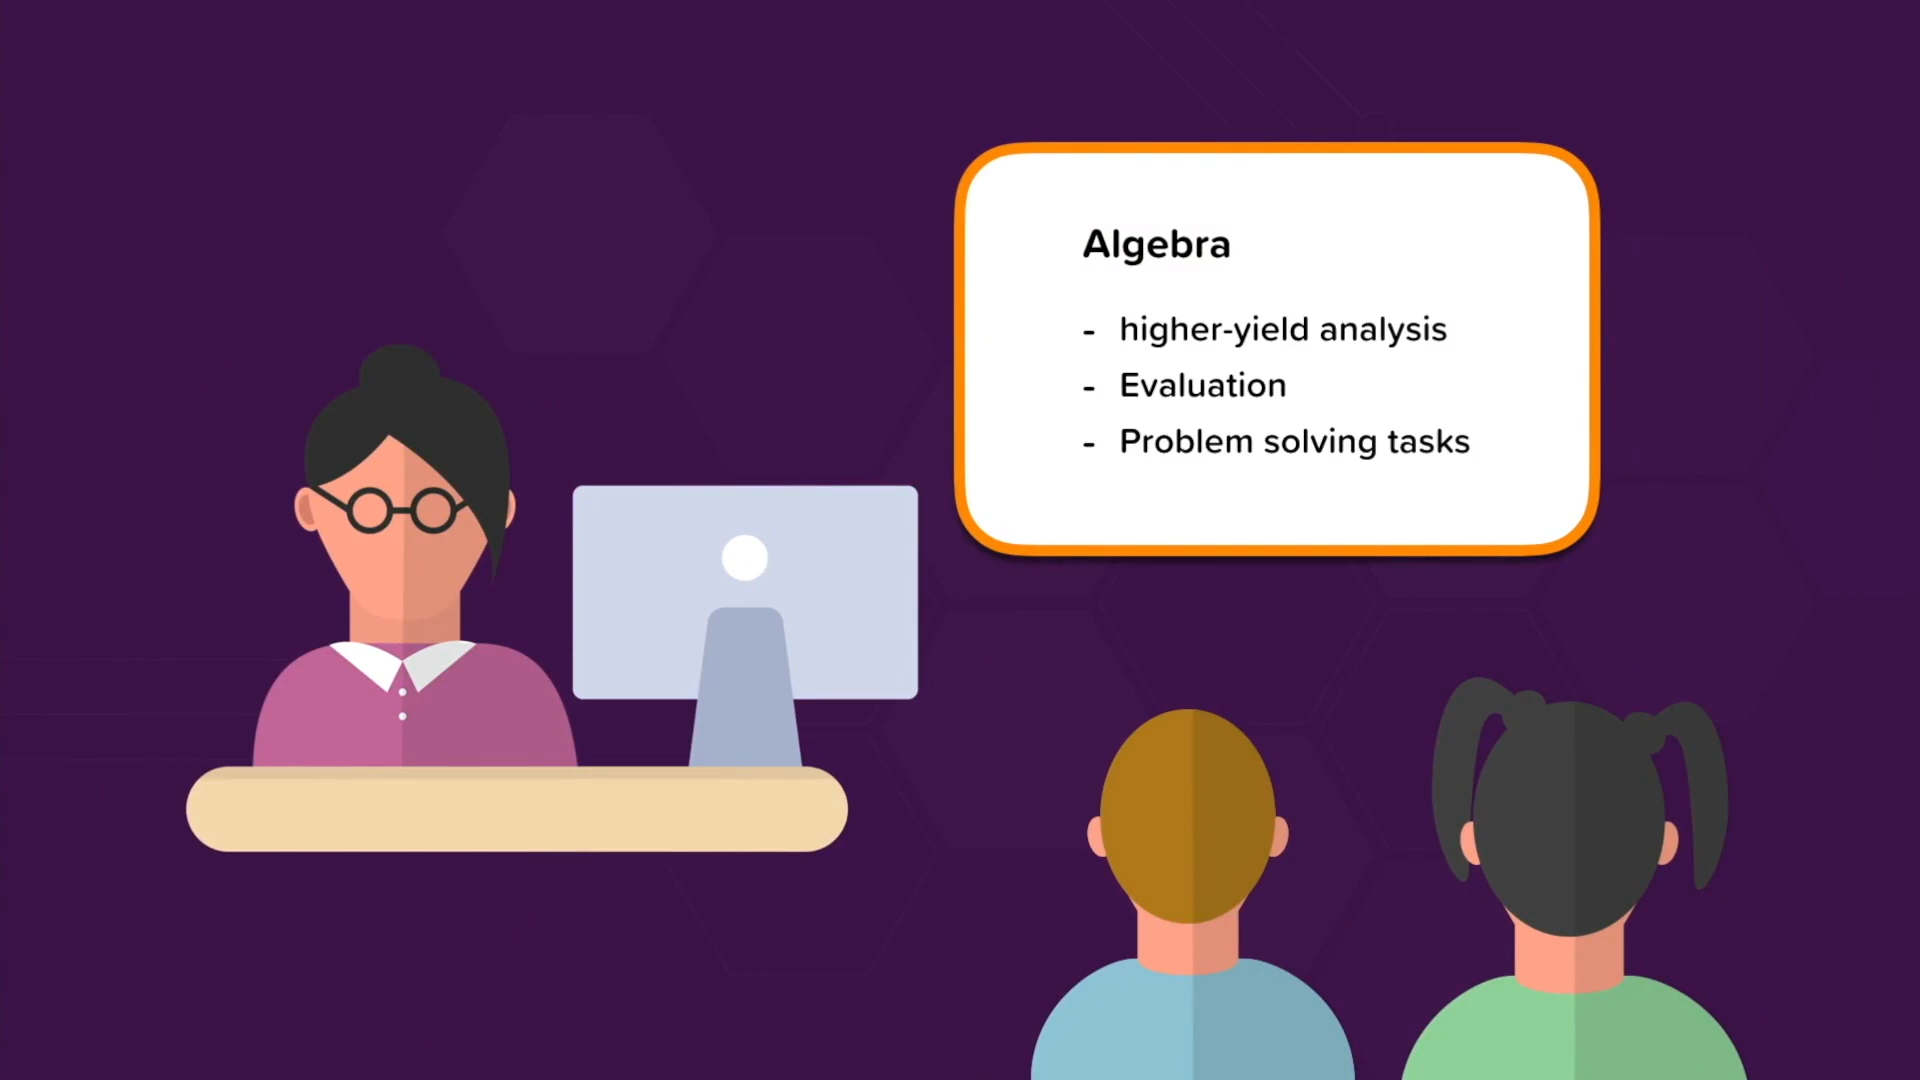 Algebra
- higher-yield analysis
- Evaluation
- Problem solving tasks